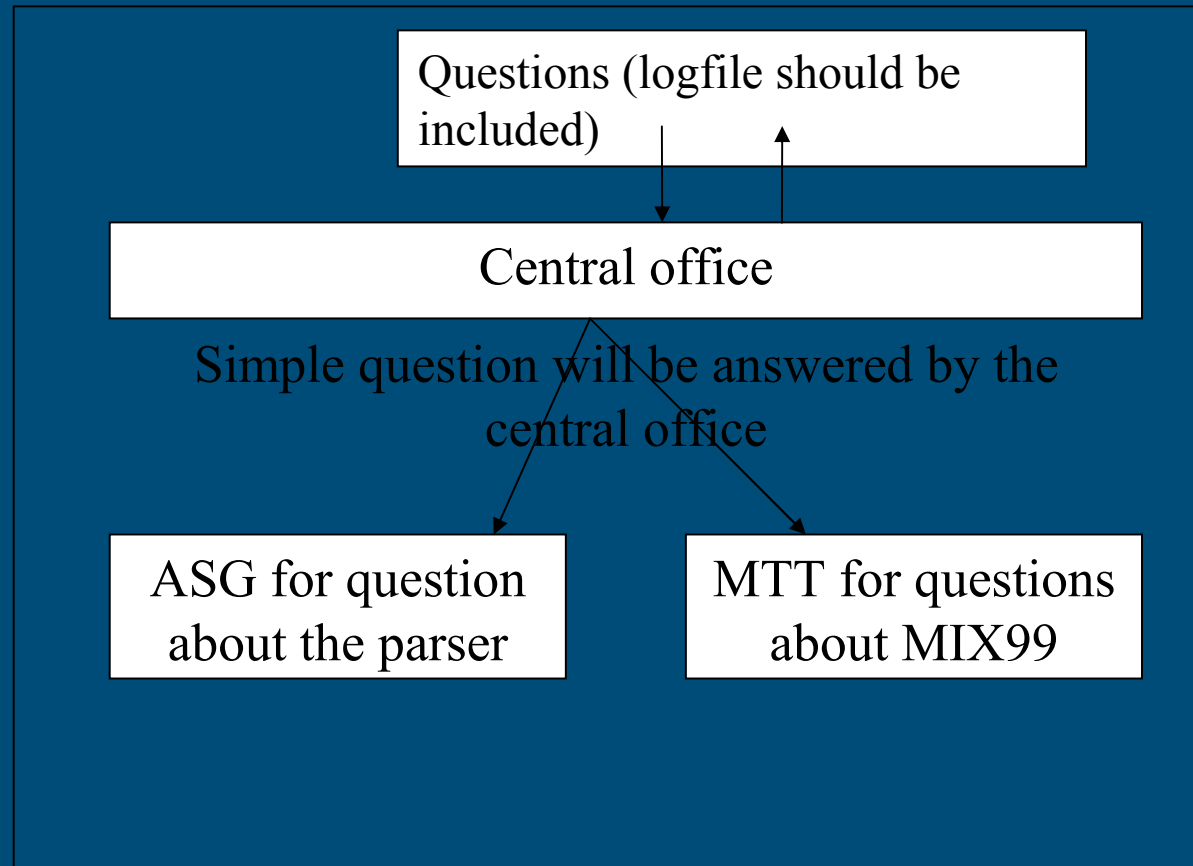 Questions (logfile should be
included)
Central office
Simple question will be answered by the
central office
ASG for question
about the parser
MTT for questions
about MIX99